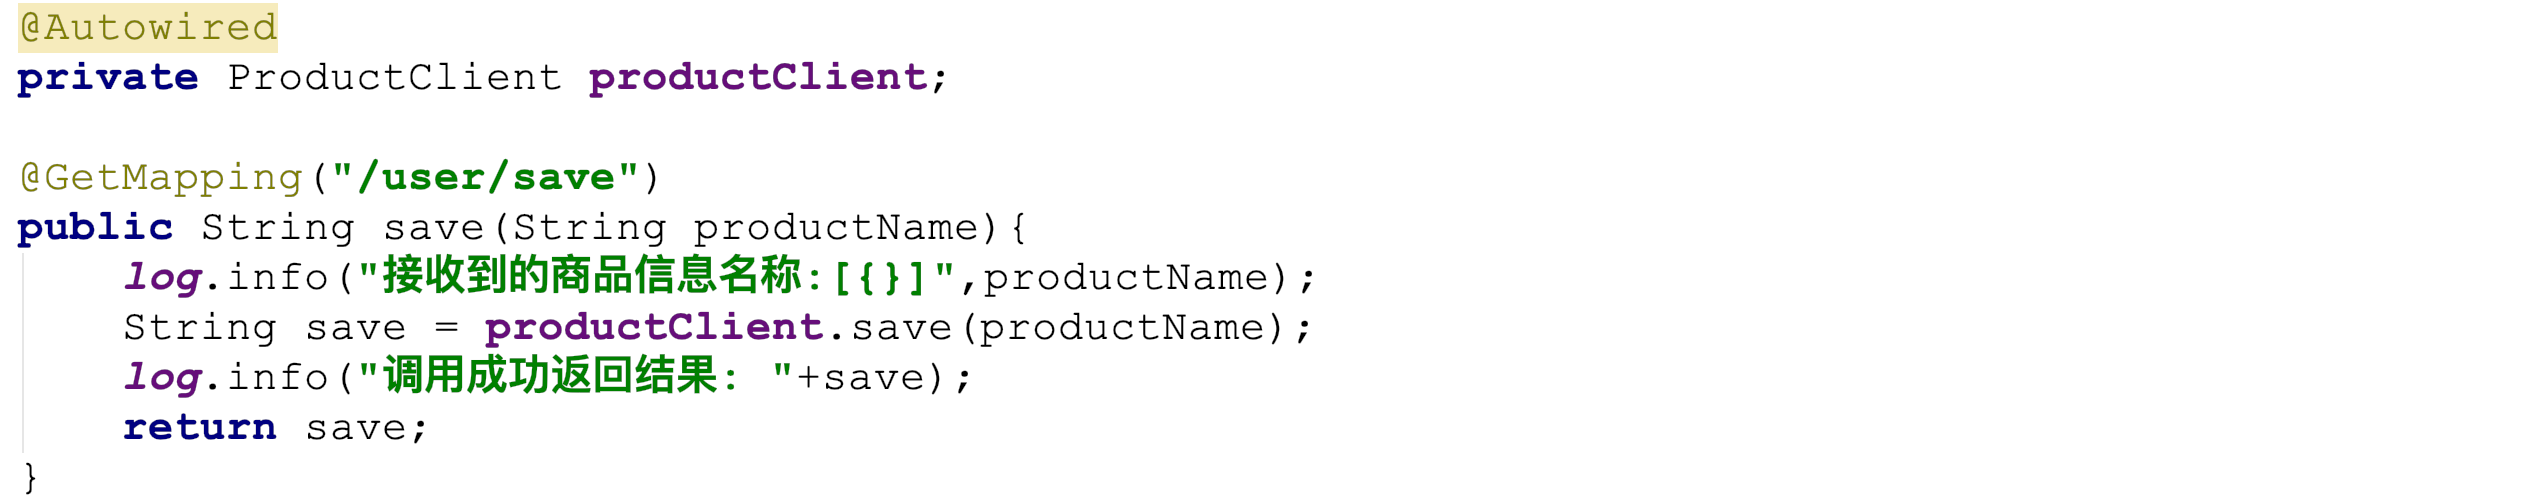 @Autowired
private ProductClient productClient;
@GetMapping("/user/save")
public String save(String productName){
    log.info("接收到的商品信息名称:[{}]",productName);
    String save = productClient.save(productName);
    log.info("调用成功返回结果: "+save);
    return save;
}